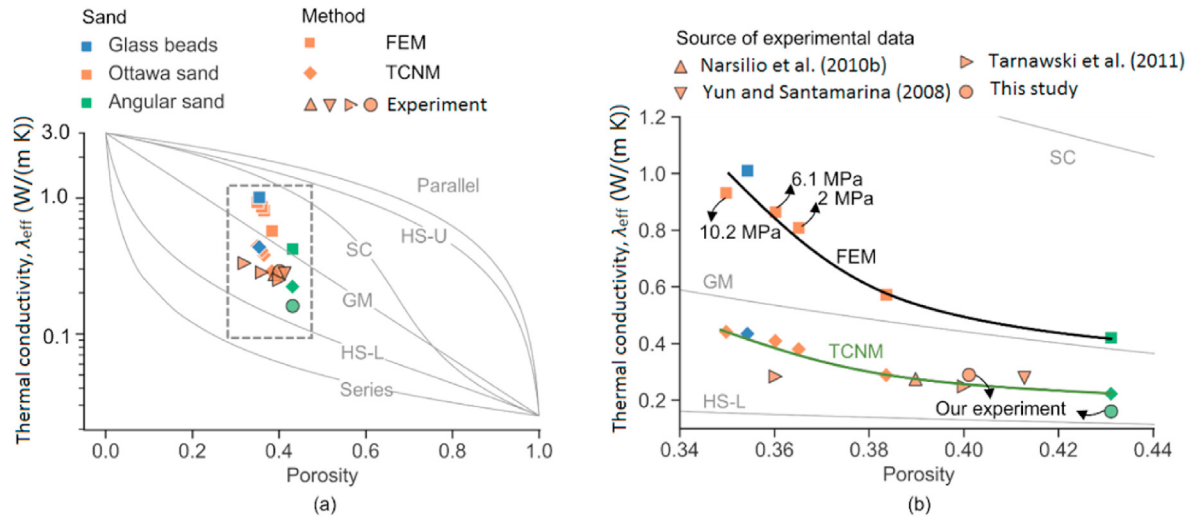 Sand
Method
Glass beads
FEM
Ottawa sand
TCNM
Angular sand
Experiment
Thermal conductivity, λeff (W/(m K))
3.0
1.0
0.1
Parallel
HS-U
SC
GM
HS-L
Series
0.0 0.2 0.4 0.6 0.8 1.0
Porosity
(a)
Source of experimental data
Narsilio et al. (2010b)
Tarnawski et al. (2011)
Yun and Santamarina (2008)
This study
Thermal conductivity, λeff (W/(m K))
1.2
1.0
0.8
0.6
0.4
0.2
SC
6.1 MPa
2 MPa
10.2 MPa
FEM
GM
TCNM
Our experiment
HS-L
0.34 0.36 0.38 0.40 0.42 0.44
Porosity
(b)